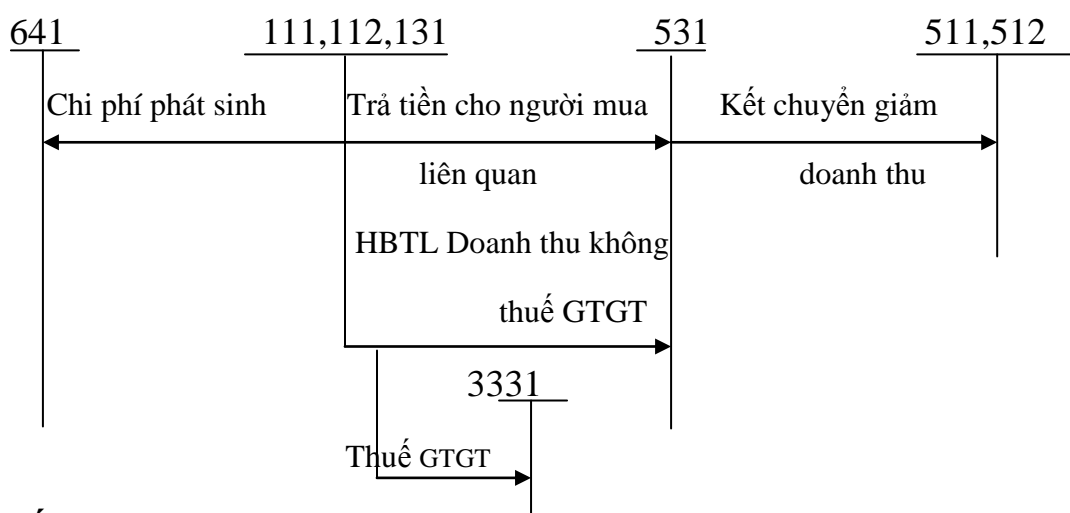 641 111,112,131 531 511,512
Chi phí phát sinh Trả tiền cho người mua Kết chuyển giảm
liên quan doanh thu
HBTL Doanh thu không
thuế GTGT
3331
Thuế GTGT